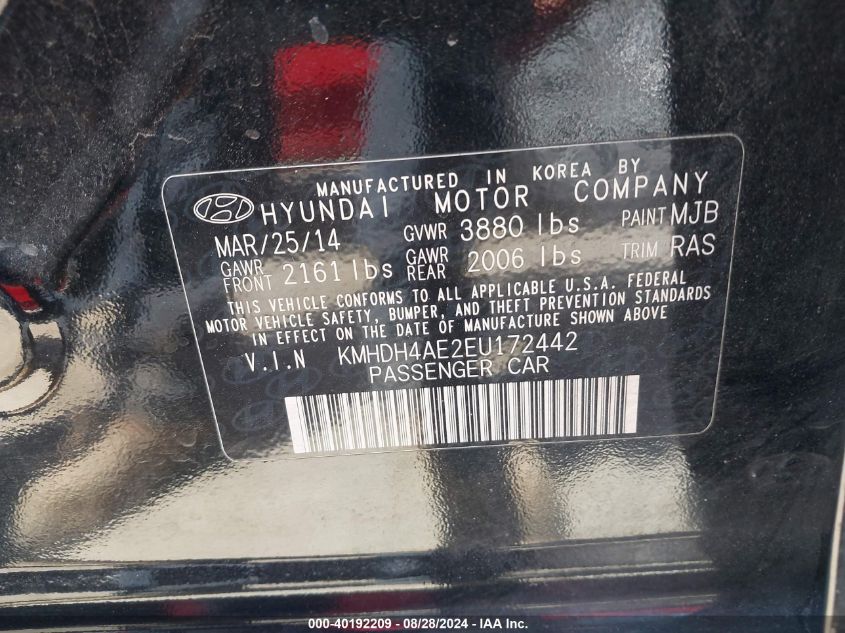 MANUFACTURED IN KOREA BY
HYUNDAI MOTOR COMPANY
MAR/25/14 GVWR 3880 lbs PAINT MJB
GAWR FRONT 2161 lbs GAWR REAR 2006 lbs TRIM RAS
THIS VEHICLE CONFORMS TO ALL APPLICABLE U.S.A. FEDERAL
MOTOR VEHICLE SAFETY, BUMPER, AND THEFT PREVENTION STANDARDS
IN EFFECT ON THE DATE OF MANUFACTURE SHOWN ABOVE
V.I.N KMHDH4AE2EU172442
PASSENGER CAR
000-40192209 - 08/28/2024 - IAA Inc.